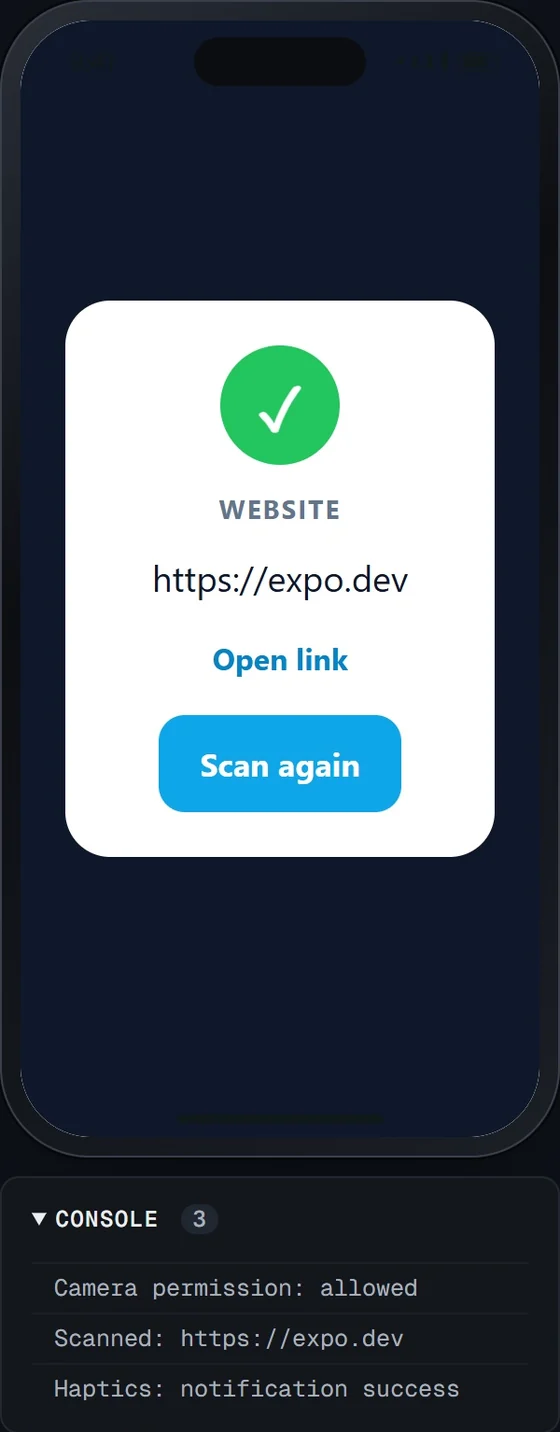 WEBSITE
https://expo.dev
Open link
Scan again
▼ CONSOLE 3
Camera permission: allowed
Scanned: https://expo.dev
Haptics: notification success